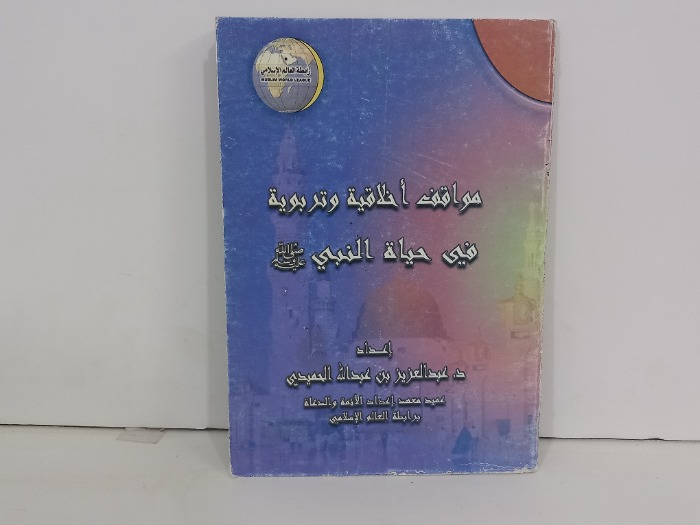 رابطة العالم الإسلامي
MUSLIM WORLD LEAGUE
مواقف أخلاقية وتربوية
في حياة النبي ﷺ
إعداد
د. عبدالعزيز بن عبدالله الحميدي
عميد معهد إعداد الأئمة والدعاة
برابطة العالم الإسلامي